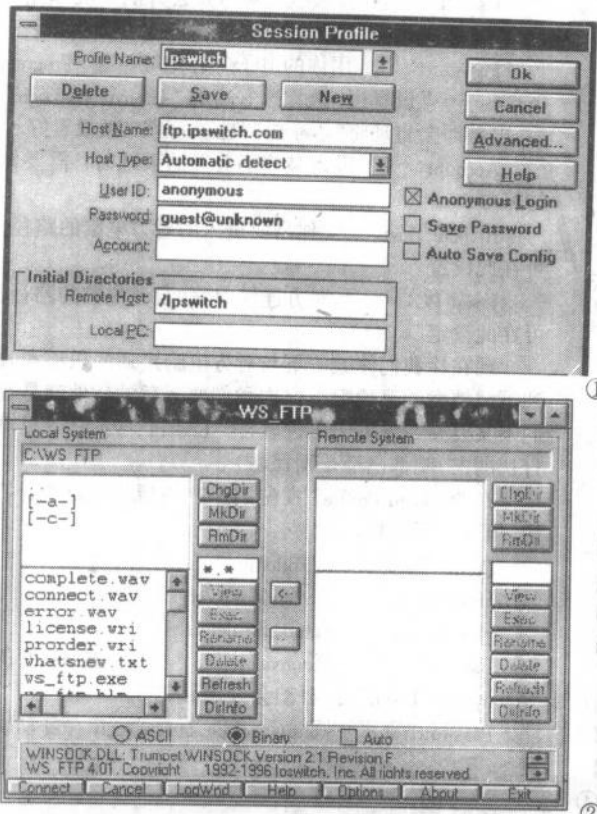 Session Profile
Profile Name: Ipswitch
Delete Save New
Ok
Cancel
Advanced...
Help
Host Name: ftp.ipswitch.com
Host Type: Automatic detect
User ID: anonymous
Password: guest@unknown
Account:
Anonymous Login
Save Password
Auto Save Config
Initial Directories
Remote Host: /Ipswitch
Local PC:
①
WS_FTP
Local System
C:\WS_FTP
..
[-a-]
[-c-]
ChgDir
MkDir
RmDir
*.*
View
Exec
Rename
Delete
Refresh
DirInfo
complete.wav
connect.wav
error.wav
license.wri
prorder.wri
whatsnew.txt
ws_ftp.exe
ws_ftp.hlp
<--
Remote System
ChgDir
MkDir
RmDir
View
Exec
Rename
Delete
Refresh
DirInfo
ASCII Binary Auto
WINSOCK.DLL: Trumpet WINSOCK Version 2.1 Revision F
WS_FTP 4.01, Copyright 1992-1996 Ipswitch, Inc. All rights reserved
Connect Cancel LogWnd Help Options About Exit
②